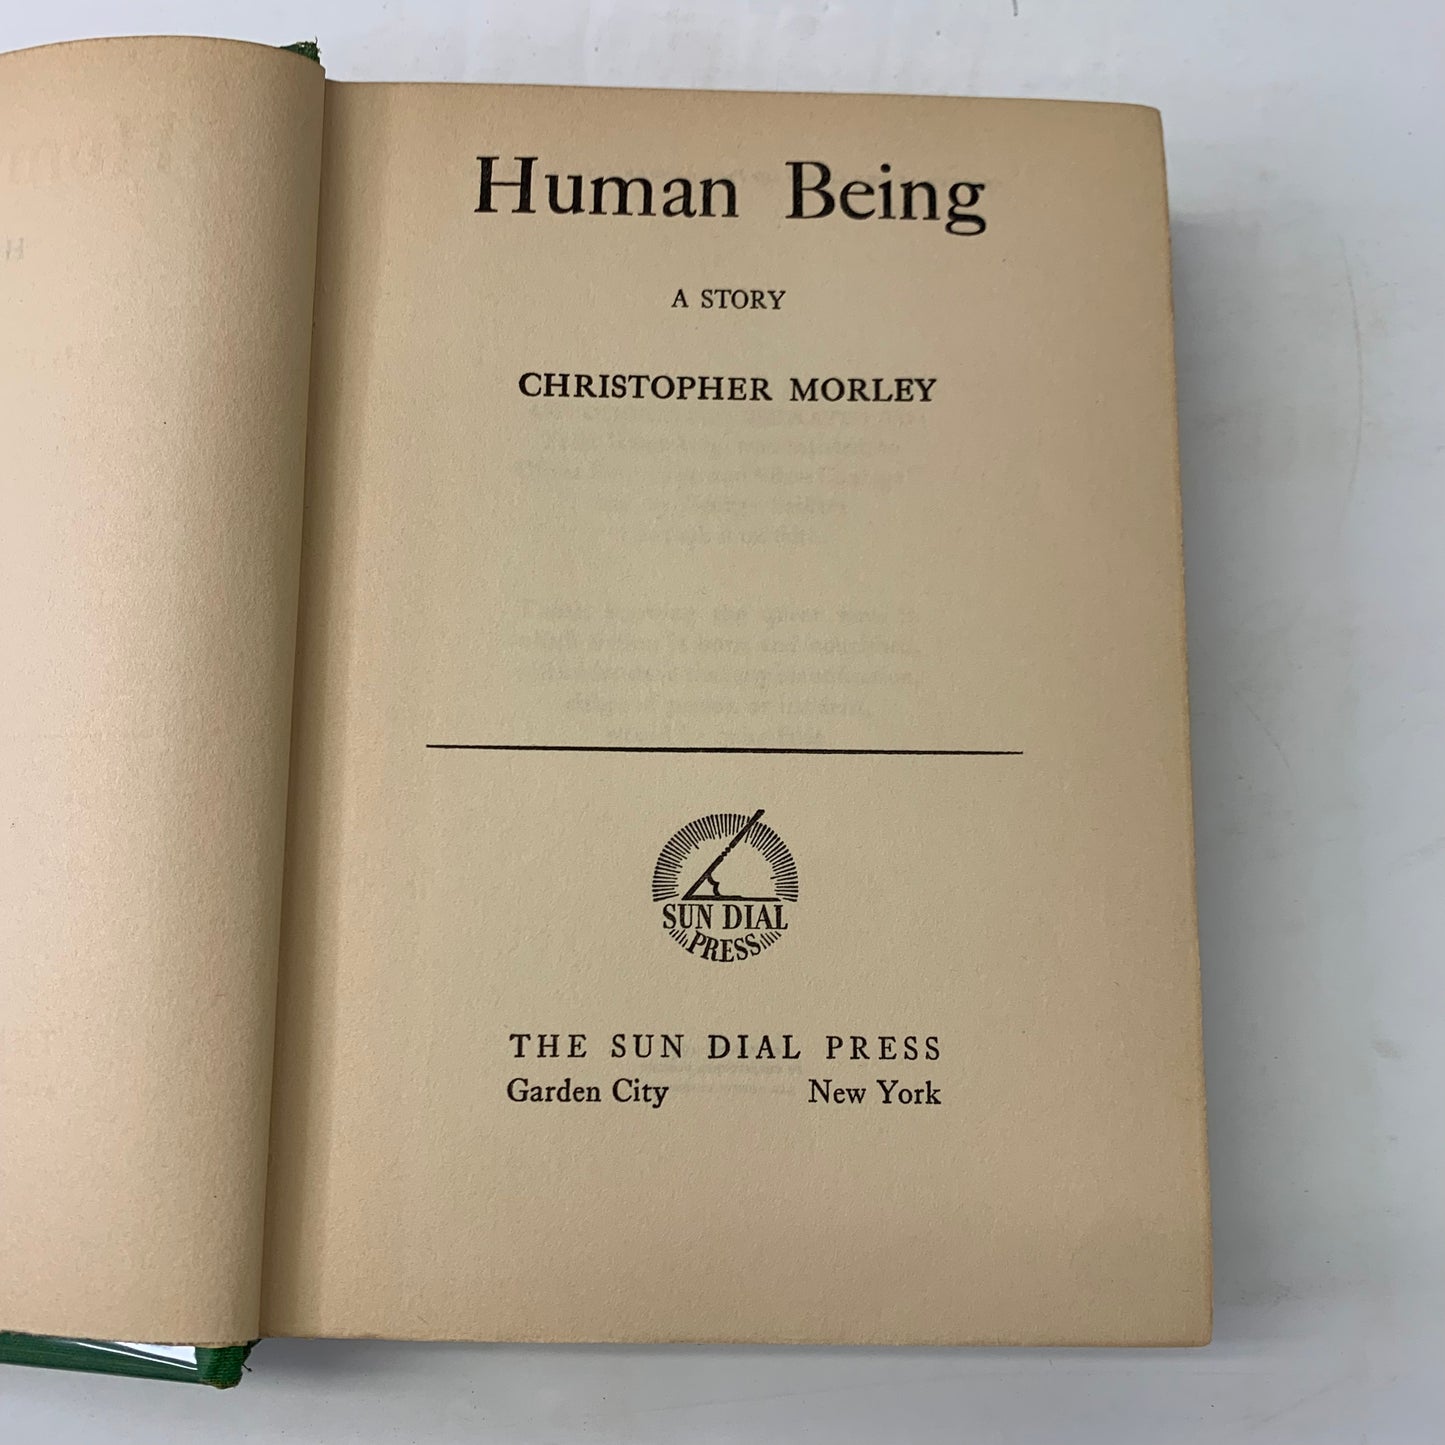 Human Being
A STORY
CHRISTOPHER MORLEY
SUN DIAL
PRESS
THE SUN DIAL PRESS
Garden City New York